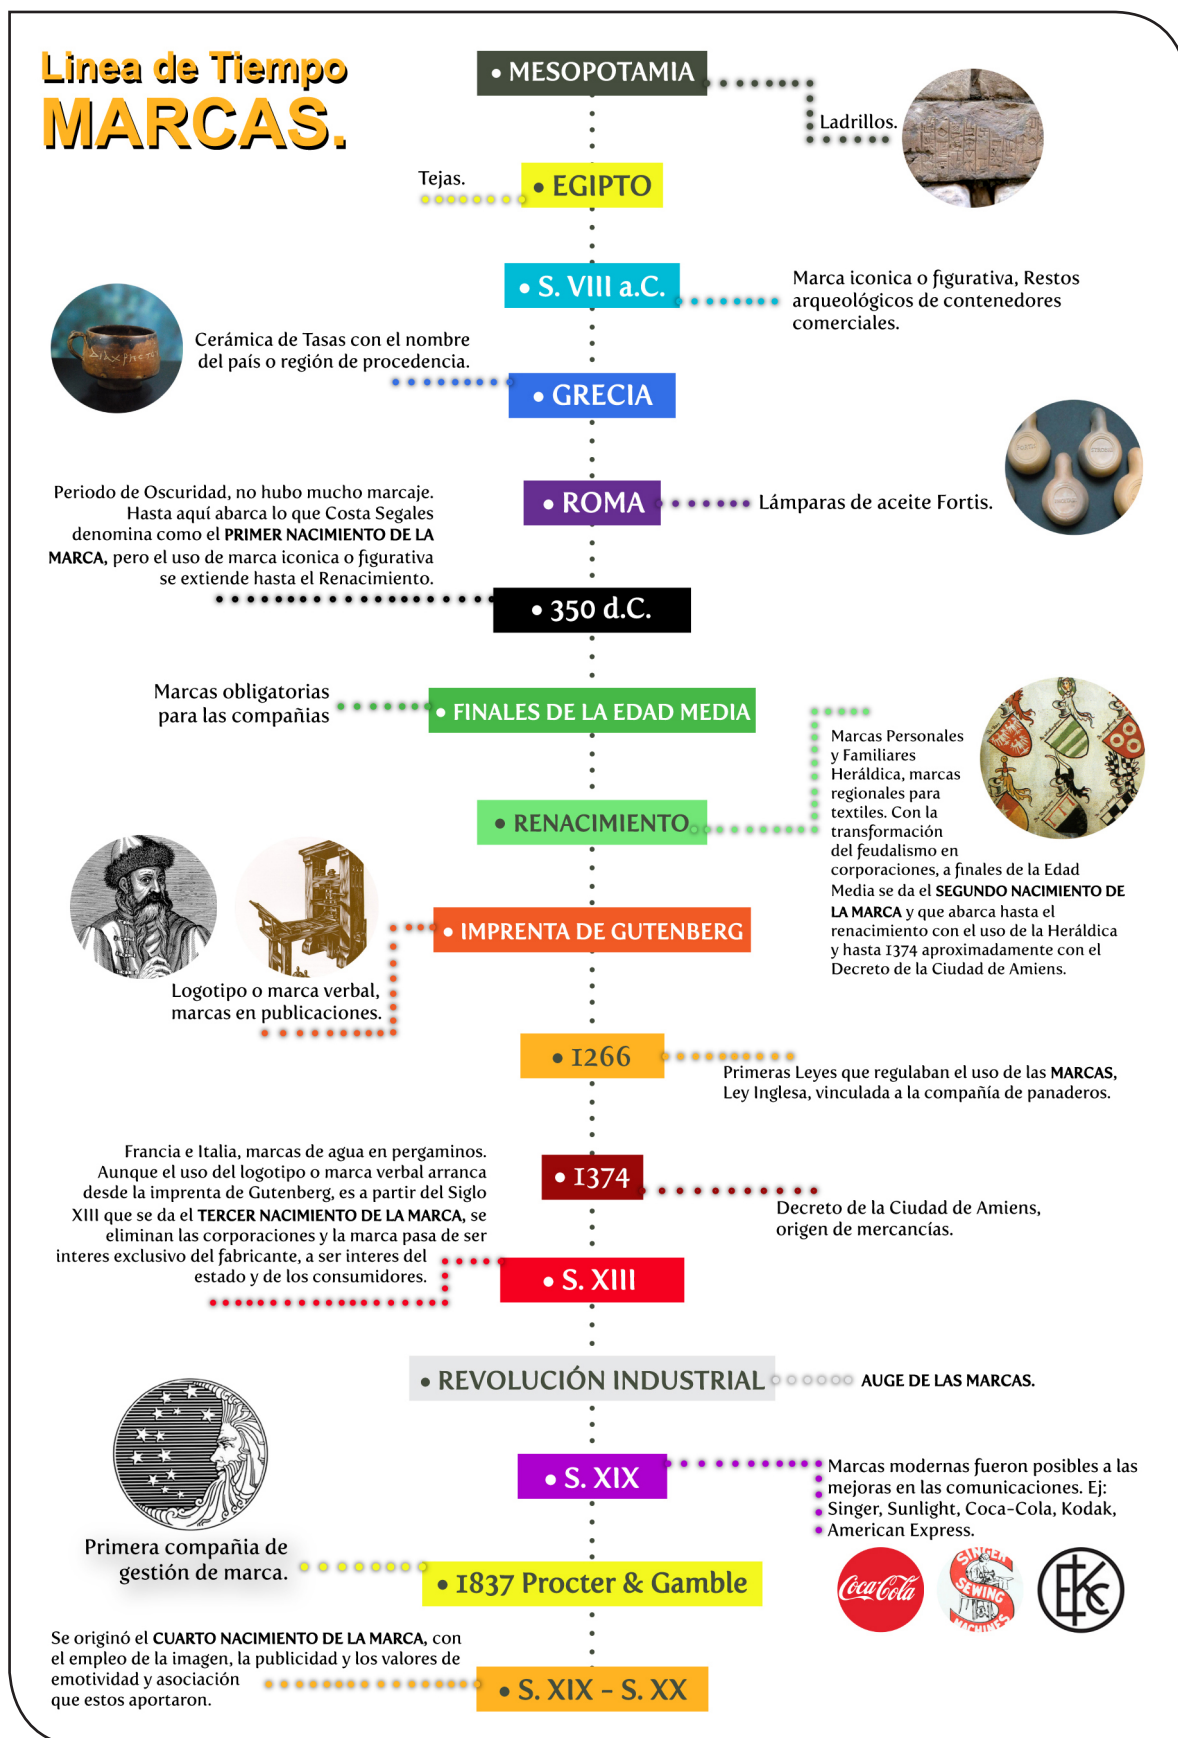 Linea de Tiempo
MARCAS.
• MESOPOTAMIA
Ladrillos.
Tejas.
• EGIPTO
• S. VIII a.C.
Marca iconica o figurativa, Restos
arqueológicos de contenedores
comerciales.
Cerámica de Tasas con el nombre
del país o región de procedencia.
• GRECIA
• ROMA
Lámparas de aceite Fortis.
Periodo de Oscuridad, no hubo mucho marcaje.
Hasta aquí abarca lo que Costa Segales
denomina como el PRIMER NACIMIENTO DE LA
MARCA, pero el uso de marca iconica o figurativa
se extiende hasta el Renacimiento.
• 350 d.C.
Marcas obligatorias
para las compañias
• FINALES DE LA EDAD MEDIA
• RENACIMIENTO
Marcas Personales
y Familiares
Heráldica, marcas
regionales para
textiles. Con la
transformación
del feudalismo en
corporaciones, a finales de la Edad
Media se da el SEGUNDO NACIMIENTO DE
LA MARCA y que abarca hasta el
renacimiento con el uso de la Heráldica
y hasta 1374 aproximadamente con el
Decreto de la Ciudad de Amiens.
• IMPRENTA DE GUTENBERG
Logotipo o marca verbal,
marcas en publicaciones.
• 1266
Primeras Leyes que regulaban el uso de las MARCAS,
Ley Inglesa, vinculada a la compañía de panaderos.
• 1374
Decreto de la Ciudad de Amiens,
origen de mercancías.
Francia e Italia, marcas de agua en pergaminos.
Aunque el uso del logotipo o marca verbal arranca
desde la imprenta de Gutenberg, es a partir del Siglo
XIII que se da el TERCER NACIMIENTO DE LA MARCA, se
eliminan las corporaciones y la marca pasa de ser
interes exclusivo del fabricante, a ser interes del
estado y de los consumidores.
• S. XIII
• REVOLUCIÓN INDUSTRIAL
AUGE DE LAS MARCAS.
• S. XIX
Marcas modernas fueron posibles a las
mejoras en las comunicaciones. Ej:
Singer, Sunlight, Coca-Cola, Kodak,
American Express.
Coca-Cola
SINGER
SEWING
MACHINES
EKC
Primera compañia de
gestión de marca.
• 1837 Procter & Gamble
Se originó el CUARTO NACIMIENTO DE LA MARCA, con
el empleo de la imagen, la publicidad y los valores de
emotividad y asociación
que estos aportaron.
• S. XIX – S. XX